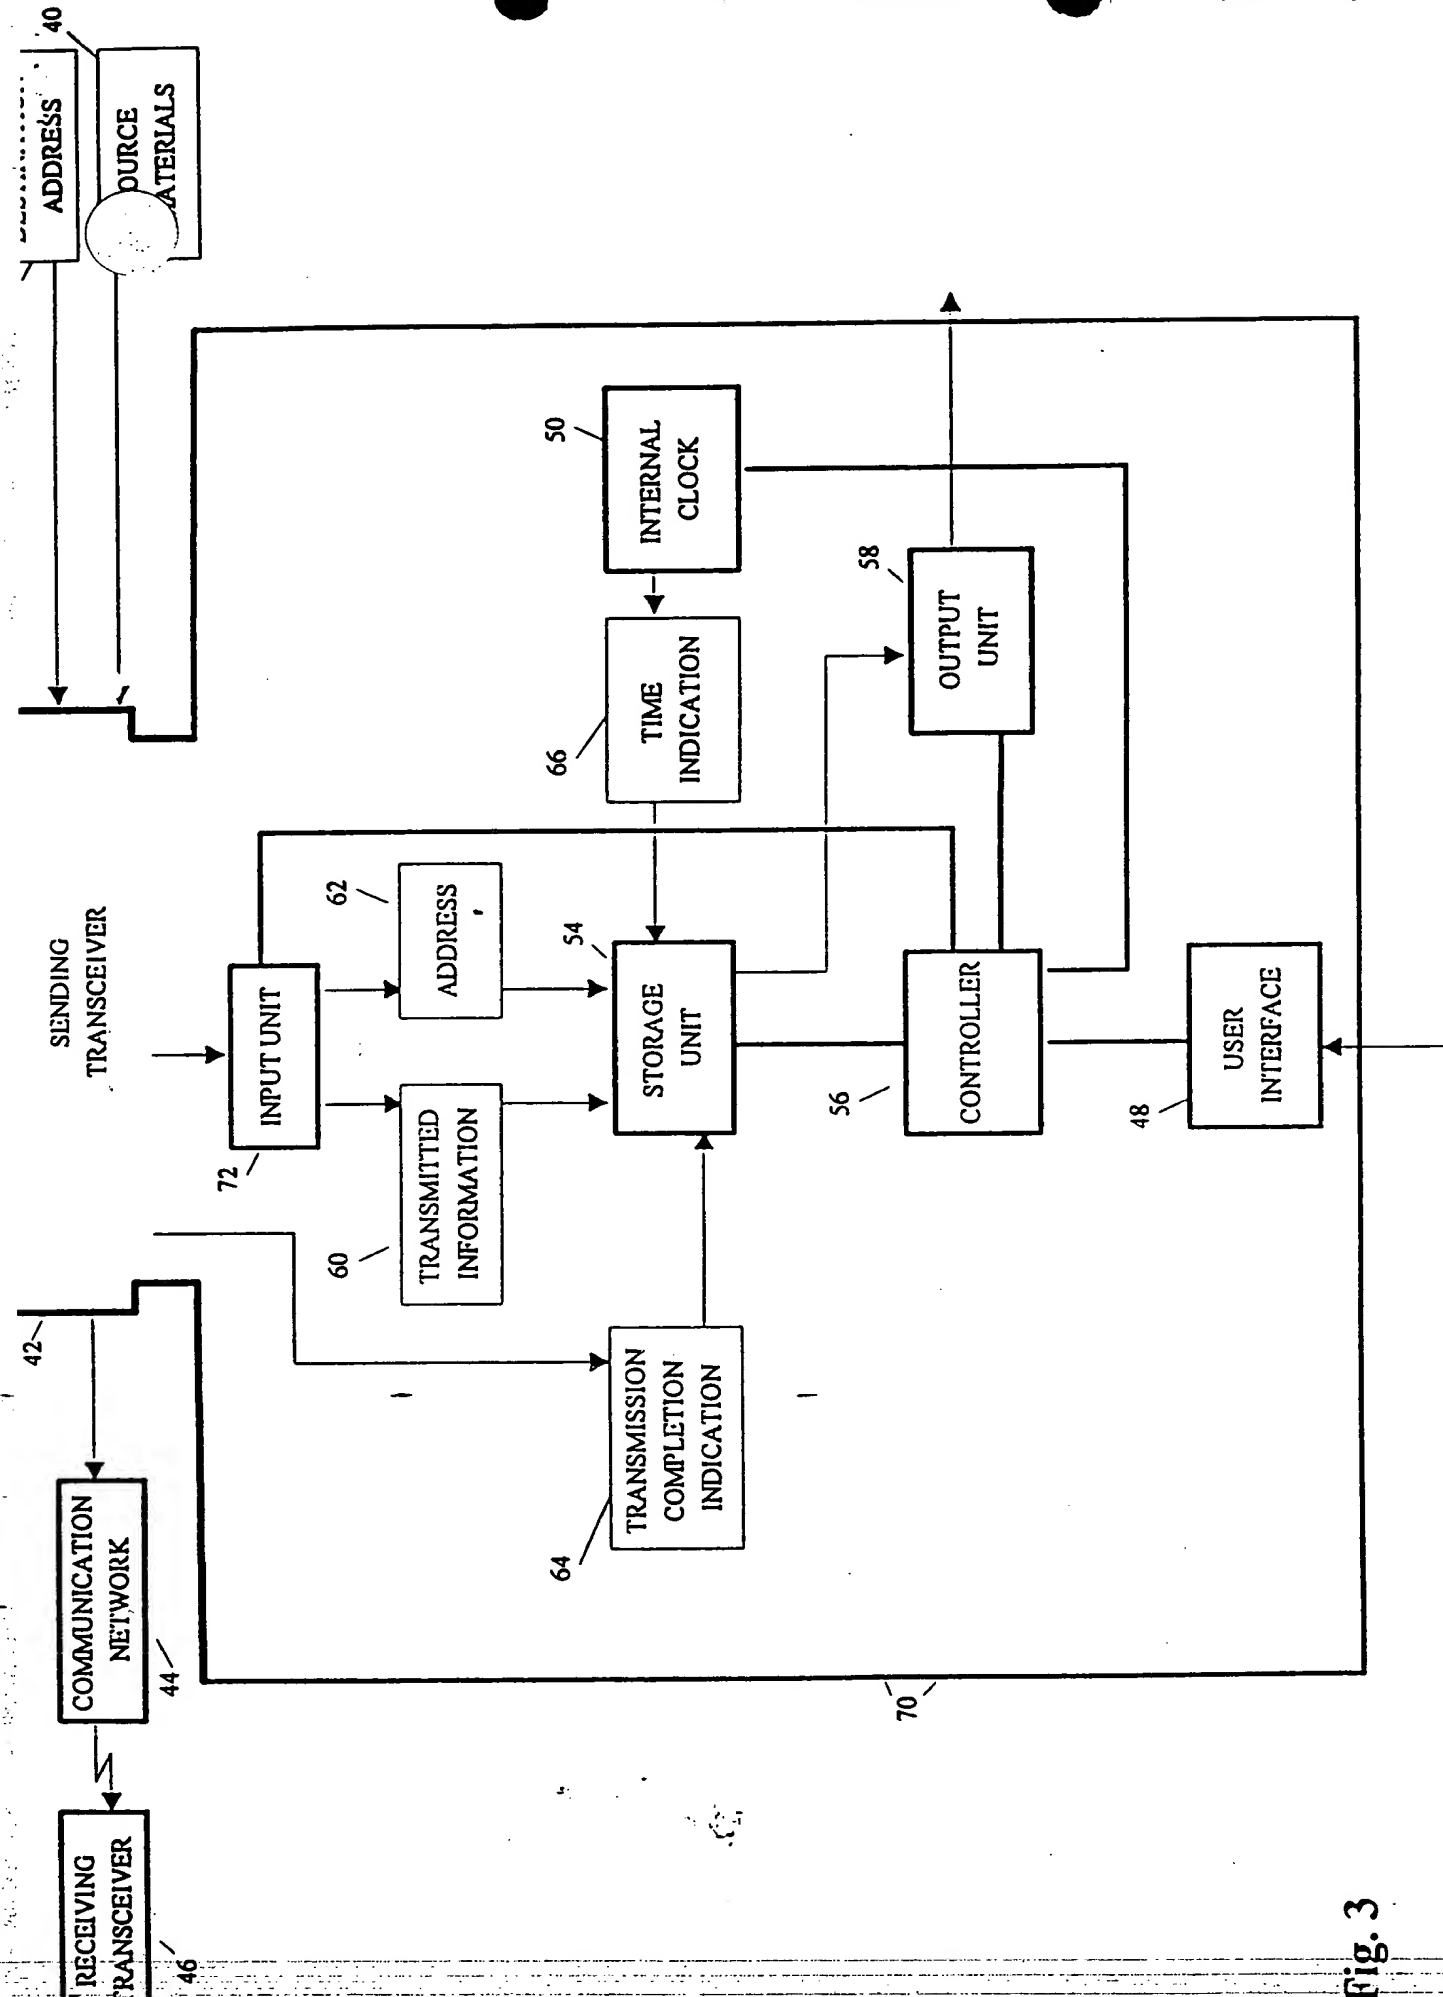 40
ADDRESS
OURCE
ATERIALS
SENDING
TRANSCEIVER
42
COMMUNICATION
NETWORK
44
RECEIVING
TRANSCEIVER
46
INPUT UNIT
72
62
ADDRESS
60
TRANSMITTED
INFORMATION
50
INTERNAL
CLOCK
66
TIME
INDICATION
54
STORAGE
UNIT
64
TRANSMISSION
COMPLETION
INDICATION
58
OUTPUT
UNIT
56
CONTROLLER
48
USER
INTERFACE
70
Fig. 3